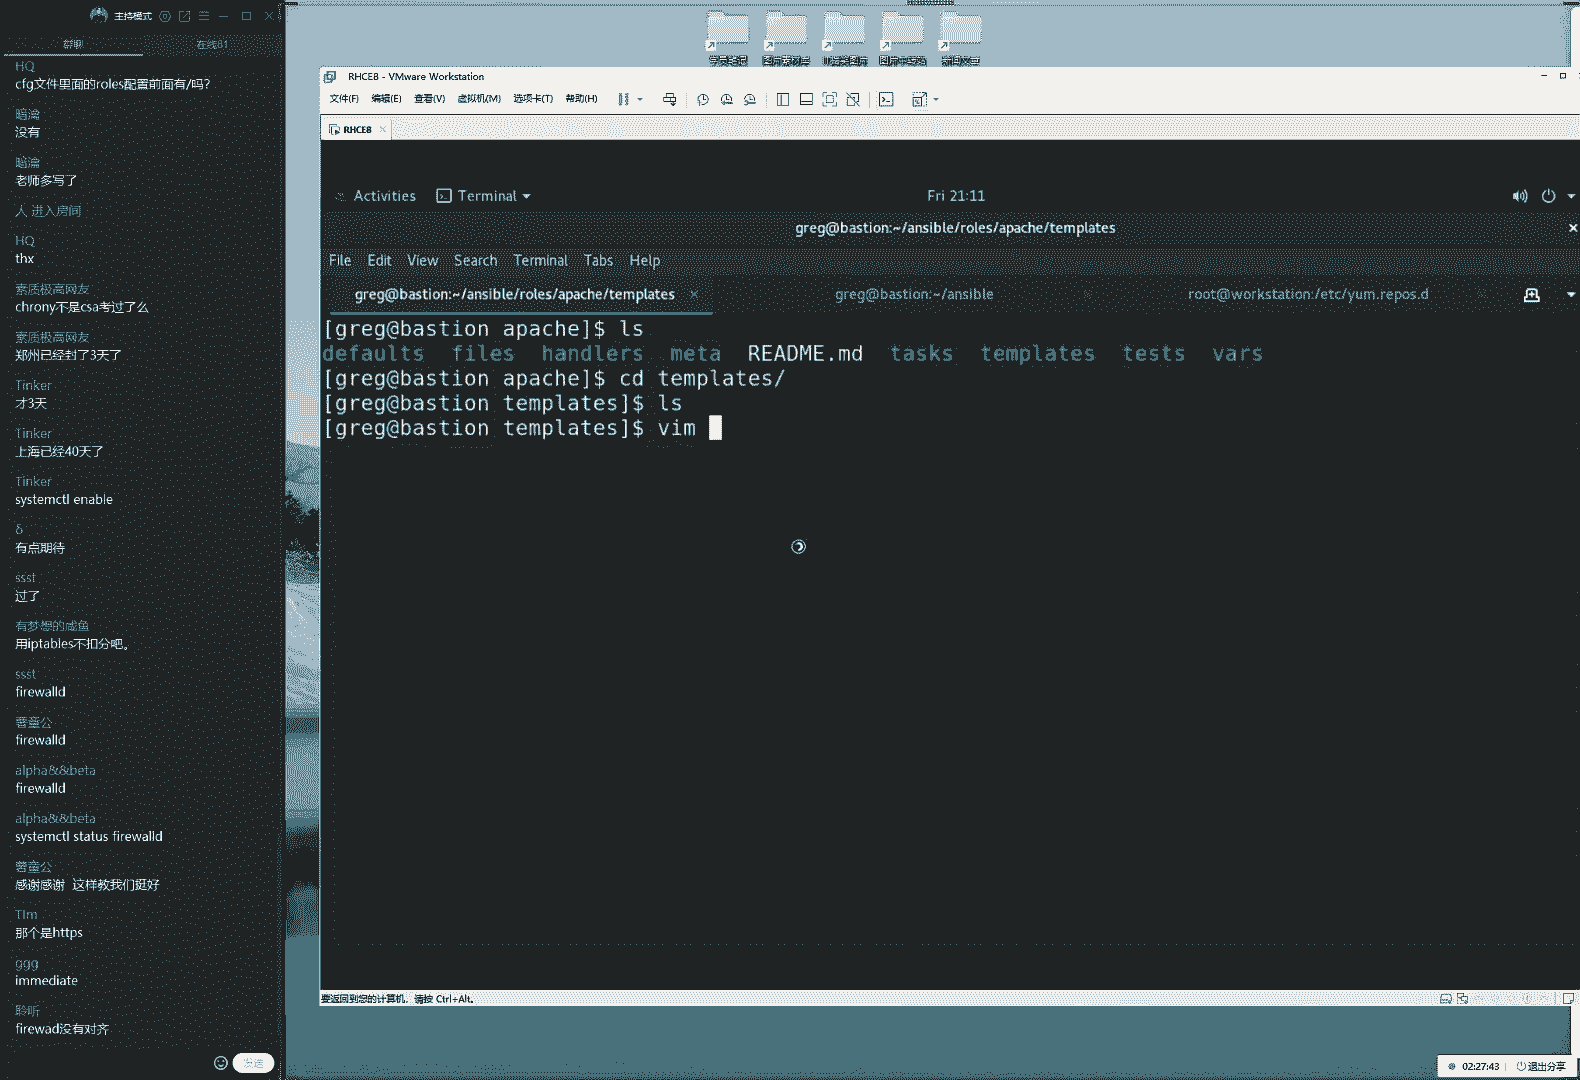 主持模式
群聊
在线81
HQ
cfg文件里面的roles配置前面有/吗?
暗滝
没有
暗滝
老师多写了
人 进入房间
HQ
thx
素质极高网友
chrony不是csa考过了么
素质极高网友
郑州已经封了3天了
Tinker
才3天
Tinker
上海已经40天了
Tinker
systemctl enable
δ
有点期待
ssst
过了
有梦想的咸鱼
用iptables不扣分吧。
ssst
firewalld
firewalld
alpha&&beta
firewalld
alpha&&beta
systemctl status firewalld
感谢感谢 这样教我们挺好
TIm
那个是https
ggg
immediate
聆听
firewad没有对齐
发送
RHCE8 - VMware Workstation
文件(F) 编辑(E) 查看(V) 虚拟机(M) 选项卡(T) 帮助(H)
RHCE8
Activities Terminal Fri 21:11
greg@bastion:~/ansible/roles/apache/templates
File Edit View Search Terminal Tabs Help
greg@bastion:~/ansible/roles/apache/templates greg@bastion:~/ansible root@workstation:/etc/yum.repos.d
[greg@bastion apache]$ ls
defaults files handlers meta README.md tasks templates tests vars
[greg@bastion apache]$ cd templates/
[greg@bastion templates]$ ls
[greg@bastion templates]$ vim
要返回到您的计算机，请按 Ctrl+Alt。
02:27:43 退出分享